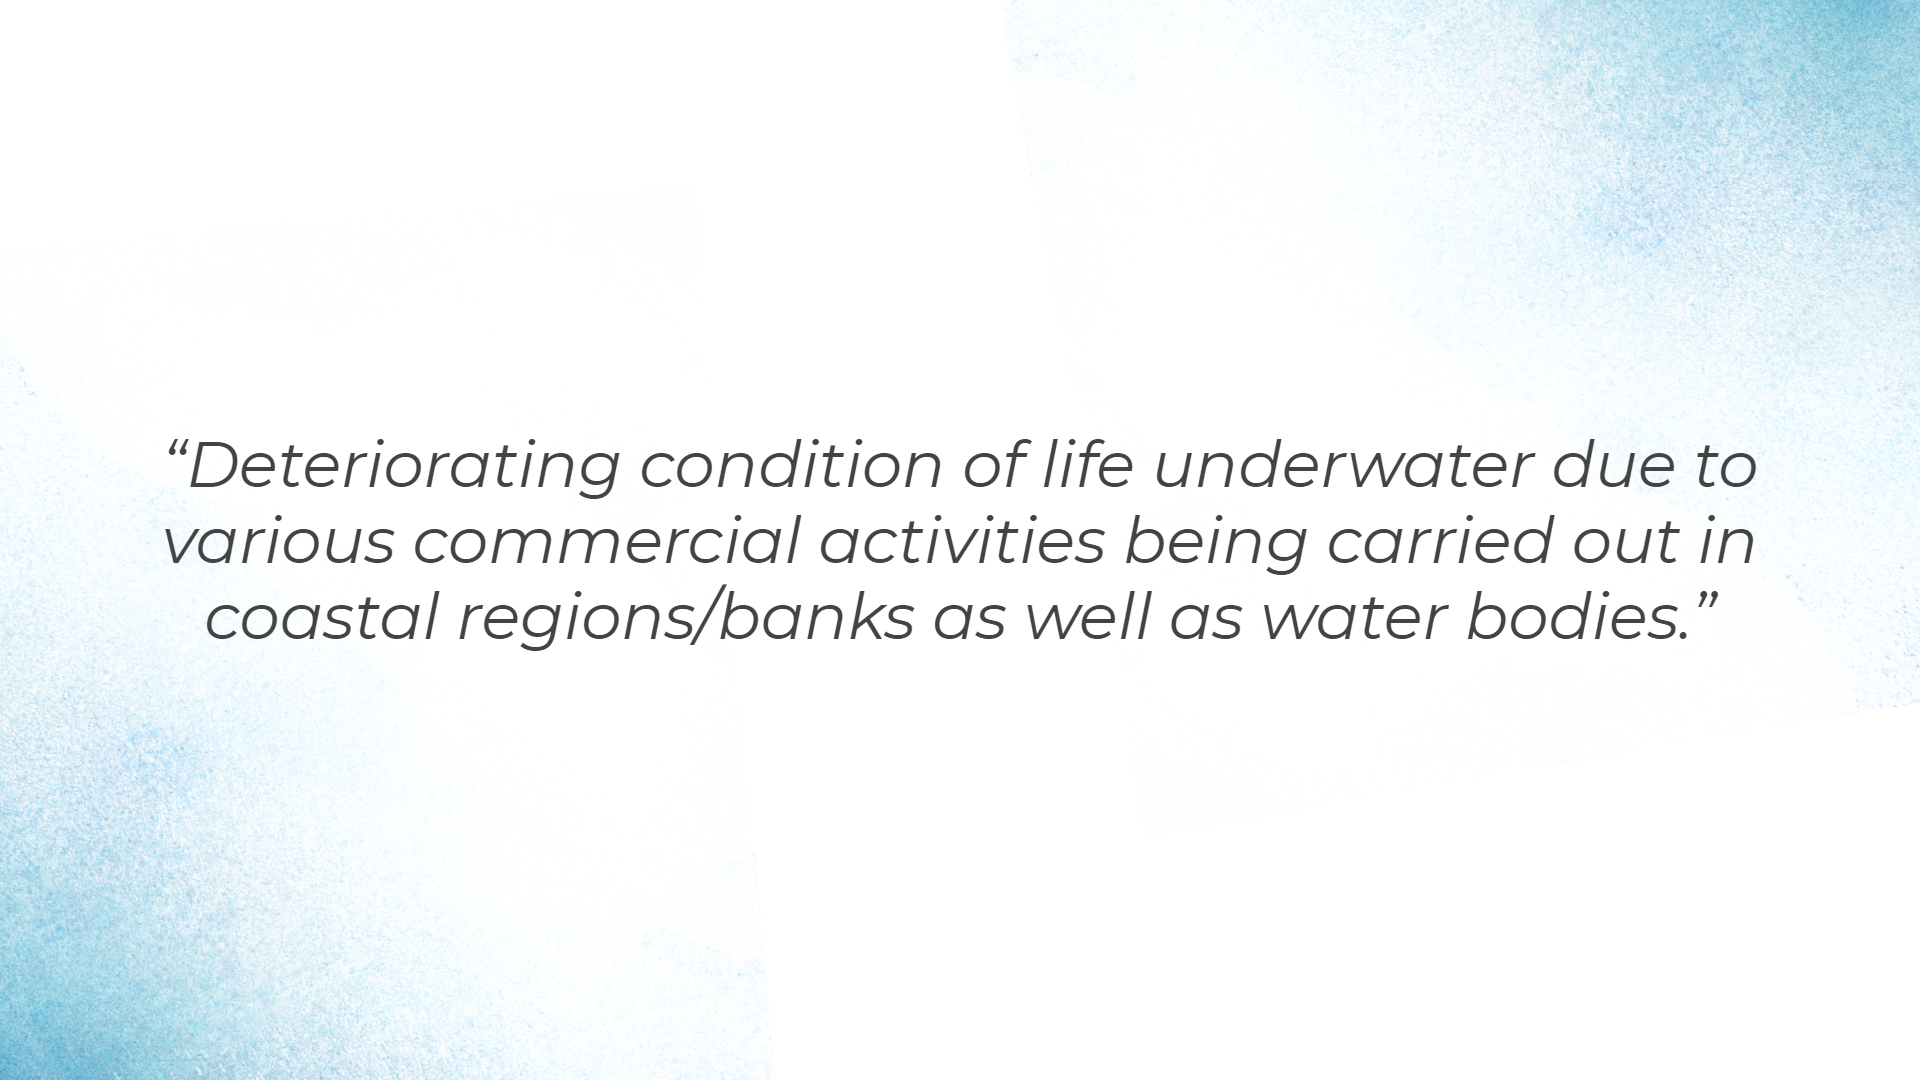 “Deteriorating condition of life underwater due to
various commercial activities being carried out in
coastal regions/banks as well as water bodies.”